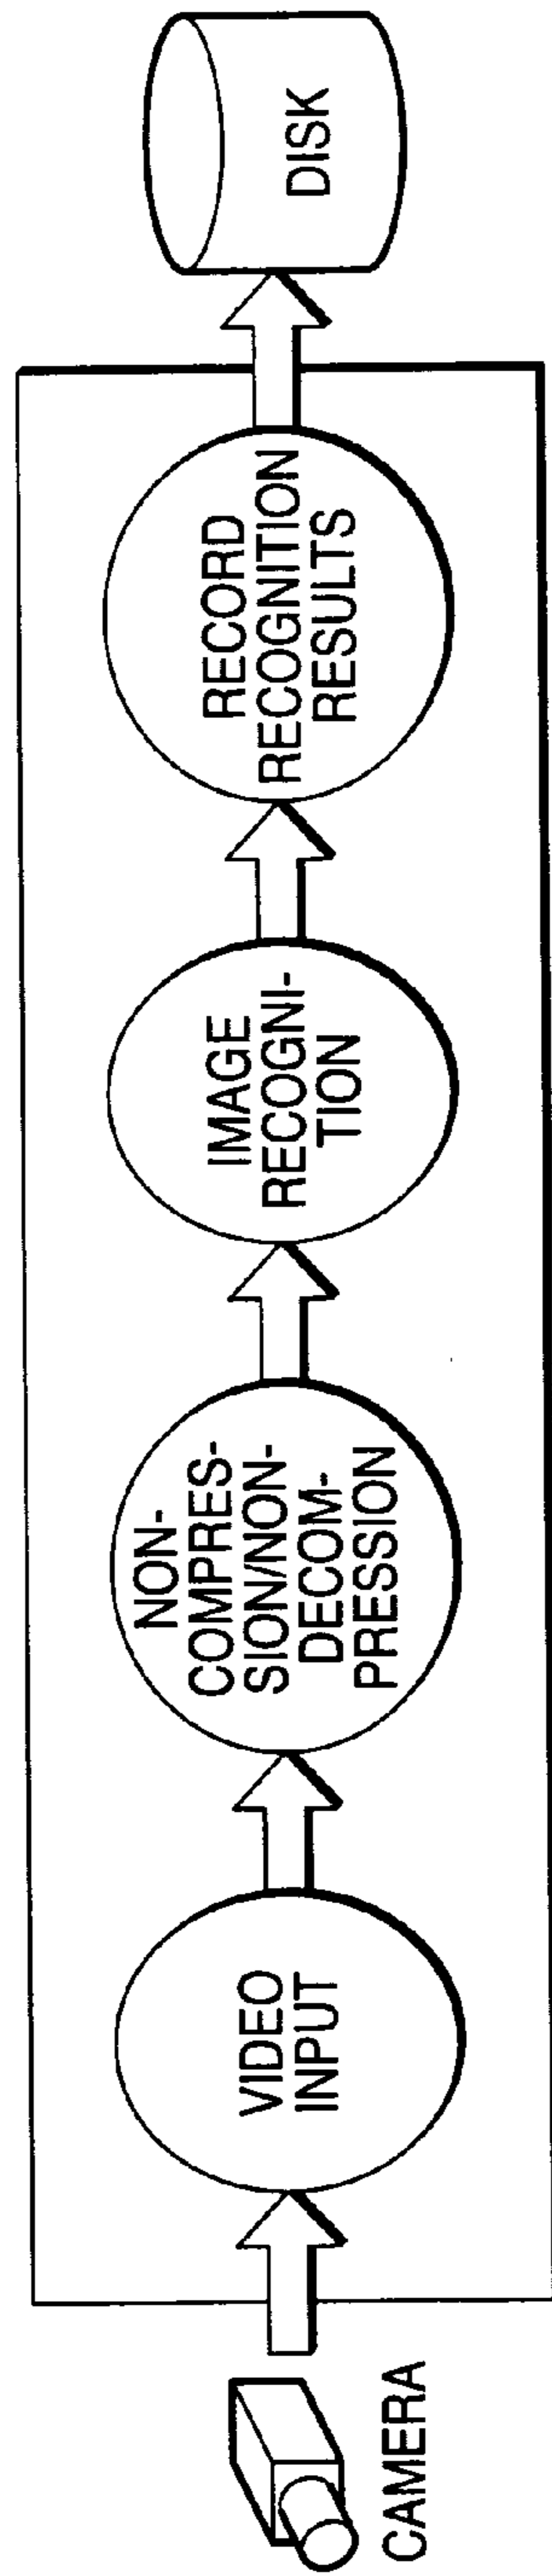 CAMERA
VIDEO
INPUT
NON-
COMPRES-
SION/NON-
DECOM-
PRESSION
IMAGE
RECOGNI-
TION
RECORD
RECOGNITION
RESULTS
DISK